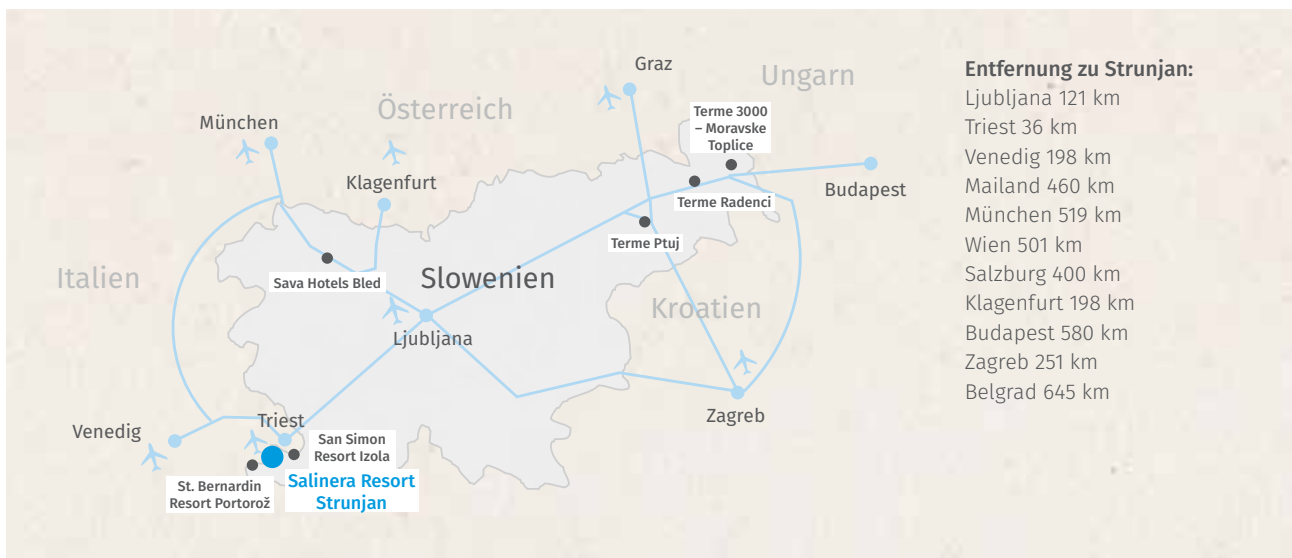 Graz
Ungarn
Österreich
München
Terme 3000
– Moravske
Toplice
Klagenfurt
Budapest
Terme Radenci
Terme Ptuj
Italien
Sava Hotels Bled
Slowenien
Kroatien
Ljubljana
Zagreb
Venedig
Triest
San Simon
Resort Izola
St. Bernardin
Resort Portorož
Salinera Resort
Strunjan
Entfernung zu Strunjan:
Ljubljana 121 km
Triest 36 km
Venedig 198 km
Mailand 460 km
München 519 km
Wien 501 km
Salzburg 400 km
Klagenfurt 198 km
Budapest 580 km
Zagreb 251 km
Belgrad 645 km